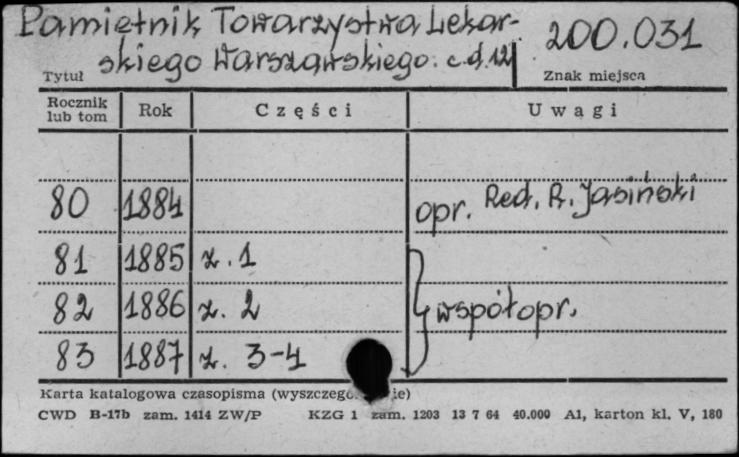 Pamiętnik Towarzystwa Lekar-
skiego Warszawskiego. c.d. 12
200.031
Tytuł
Znak miejsca
Rocznik lub tom Rok Części Uwagi
80 1884 opr. Red. R. Jasiński
81 1885 z. 1
82 1886 z. 2 współopr.
83 1887 z. 3-4
Karta katalogowa czasopisma (wyszczegó ie)
CWD B-17b zam. 1414 ZW/P KZG 1 zam. 1203 13 7 64 40.000 A1, karton kl. V, 180